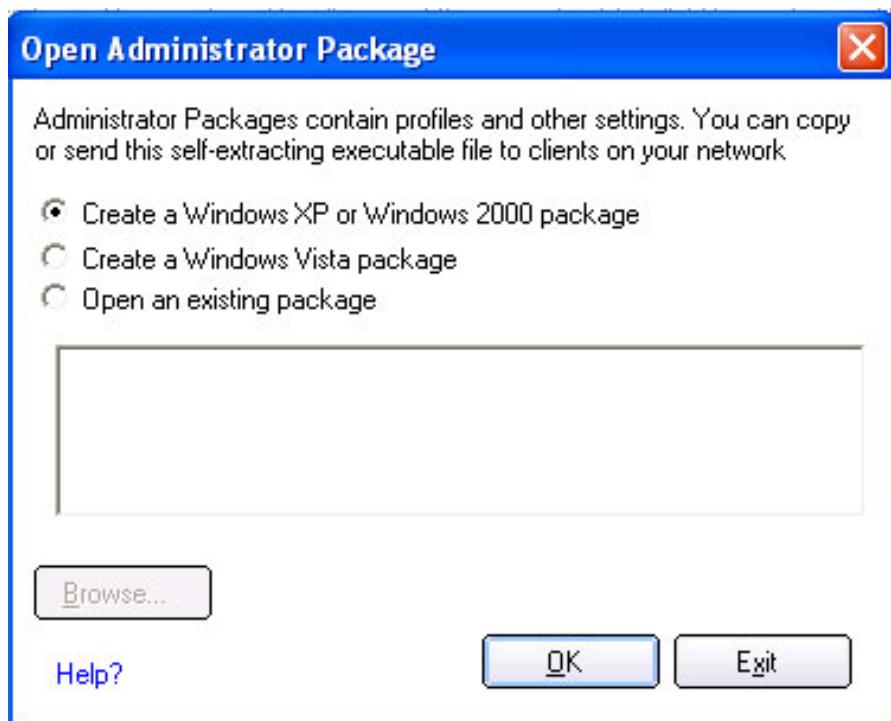 Open Administrator Package
Administrator Packages contain profiles and other settings. You can copy
or send this self-extracting executable file to clients on your network
Create a Windows XP or Windows 2000 package
Create a Windows Vista package
Open an existing package
Browse...
Help?
OK
Exit